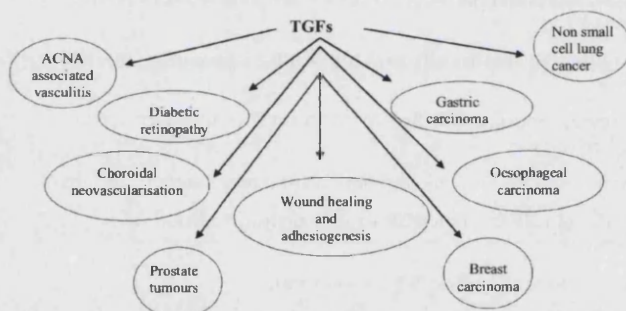 TGFs
ACNA
associated
vasculitis
Non small
cell lung
cancer
Diabetic
retinopathy
Gastric
carcinoma
Choroidal
neovascularisation
Oesophageal
carcinoma
Wound healing
and
adhesiogenesis
Prostate
tumours
Breast
carcinoma